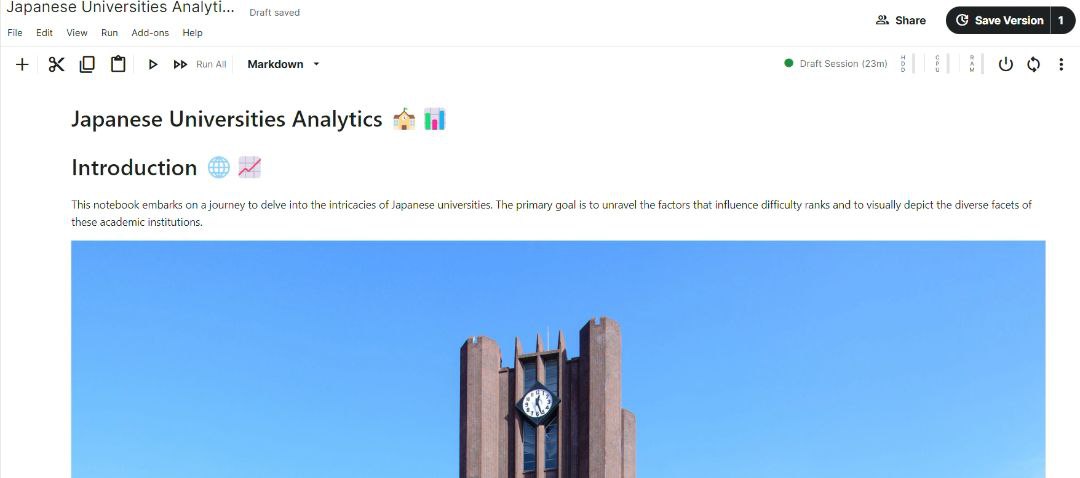 Japanese Universities Analyti...
Draft saved
Share
Save Version 1
File Edit View Run Add-ons Help
Run All
Markdown
Draft Session (23m)
HDD
CPU
RAM
Japanese Universities Analytics
Introduction
This notebook embarks on a journey to delve into the intricacies of Japanese universities. The primary goal is to unravel the factors that influence difficulty ranks and to visually depict the diverse facets of
these academic institutions.